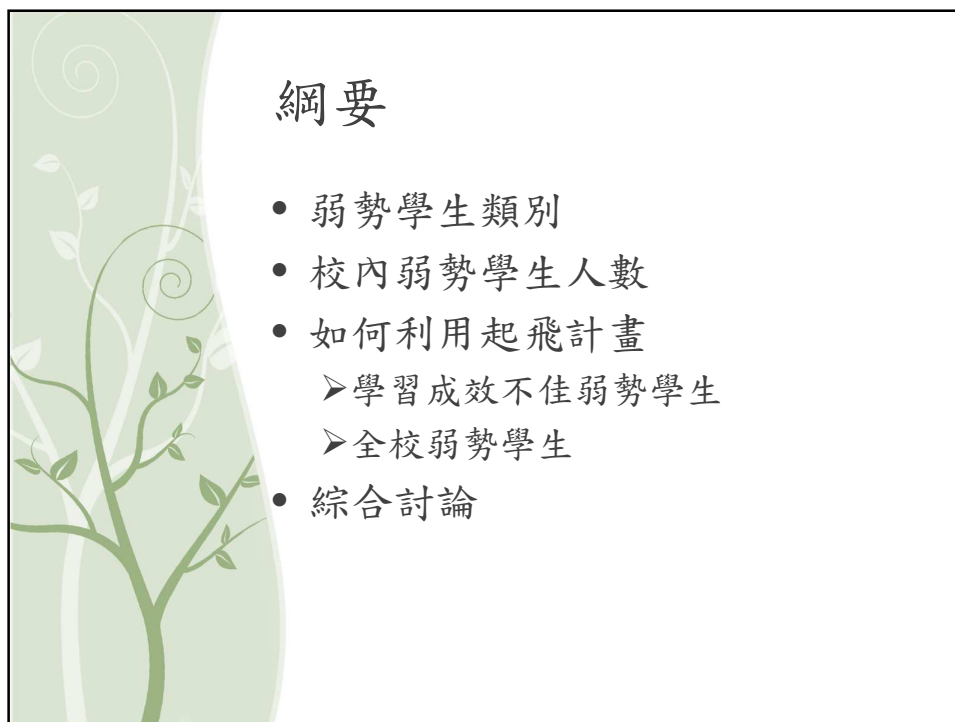 綱要
• 弱勢學生類別
• 校內弱勢學生人數
• 如何利用起飛計畫
➢學習成效不佳弱勢學生
➢全校弱勢學生
• 綜合討論